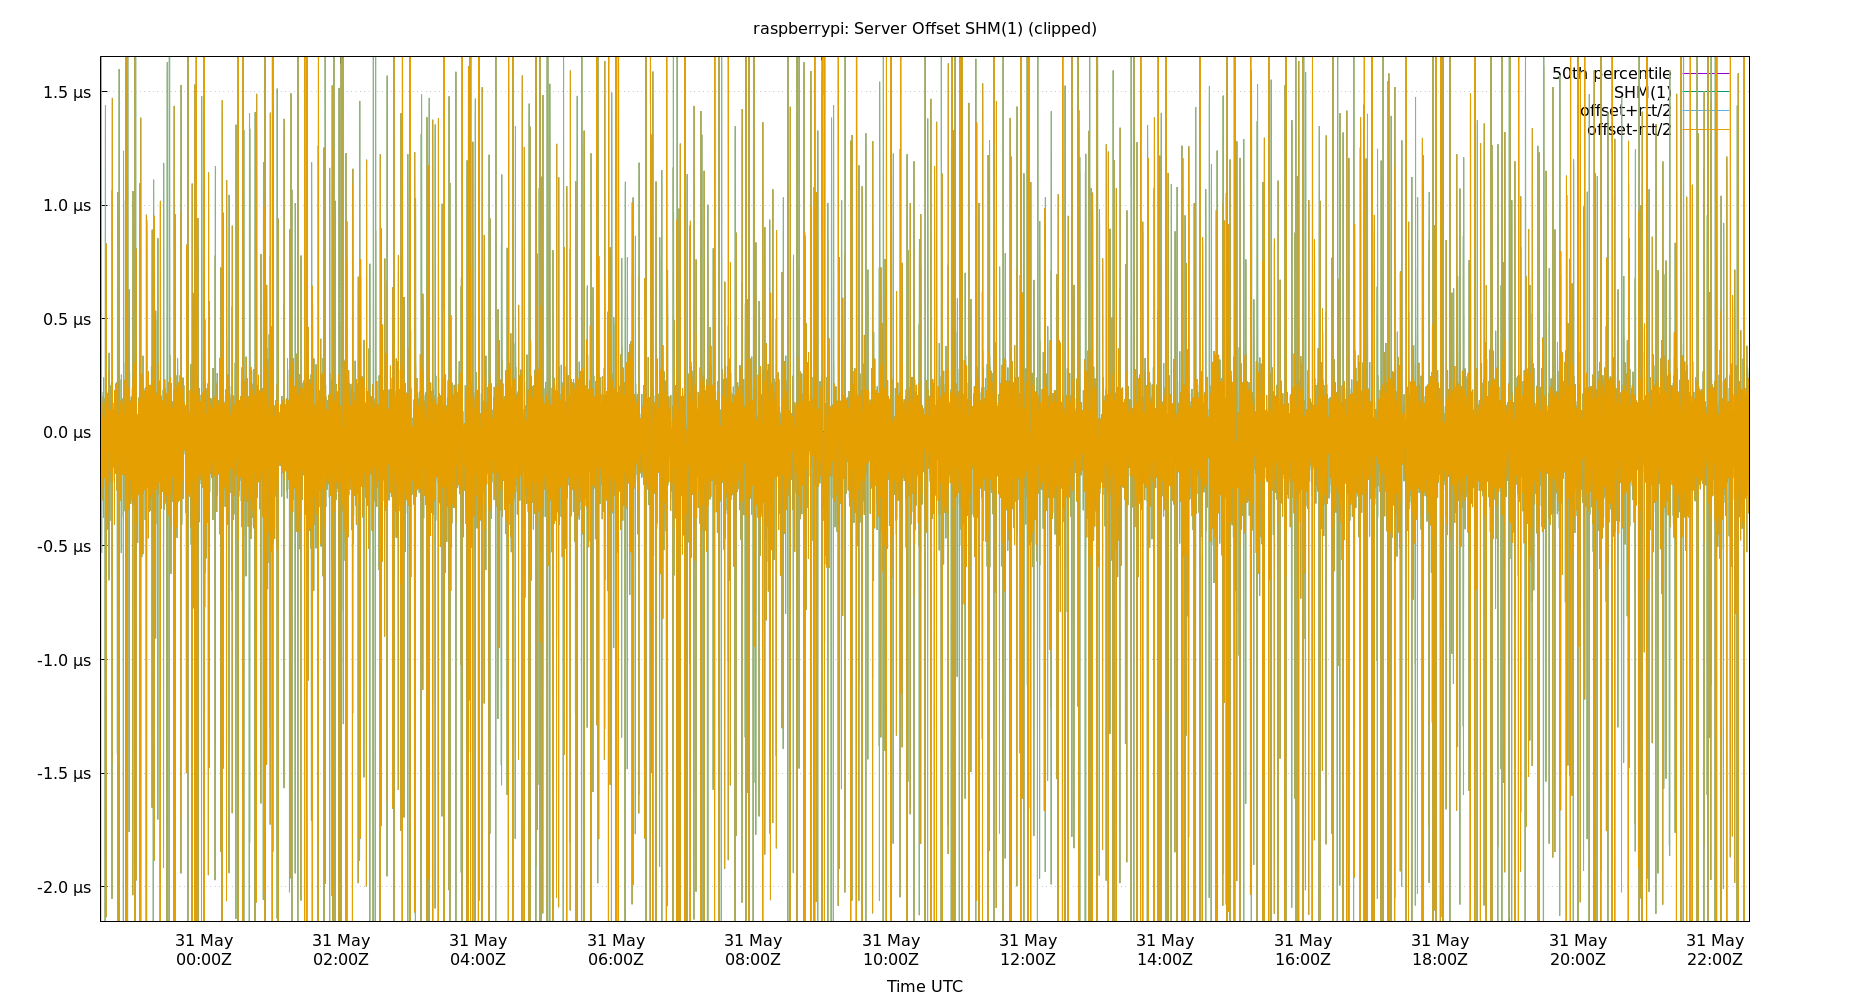 raspberrypi: Server Offset SHM(1) (clipped)
50th percentile
SHM(1)
offset+rtt/2
offset-rtt/2
1.5 µs
1.0 µs
0.5 µs
0.0 µs
-0.5 µs
-1.0 µs
-1.5 µs
-2.0 µs
31 May 31 May 31 May 31 May 31 May 31 May 31 May 31 May 31 May 31 May 31 May 31 May
00:00Z 02:00Z 04:00Z 06:00Z 08:00Z 10:00Z 12:00Z 14:00Z 16:00Z 18:00Z 20:00Z 22:00Z
Time UTC